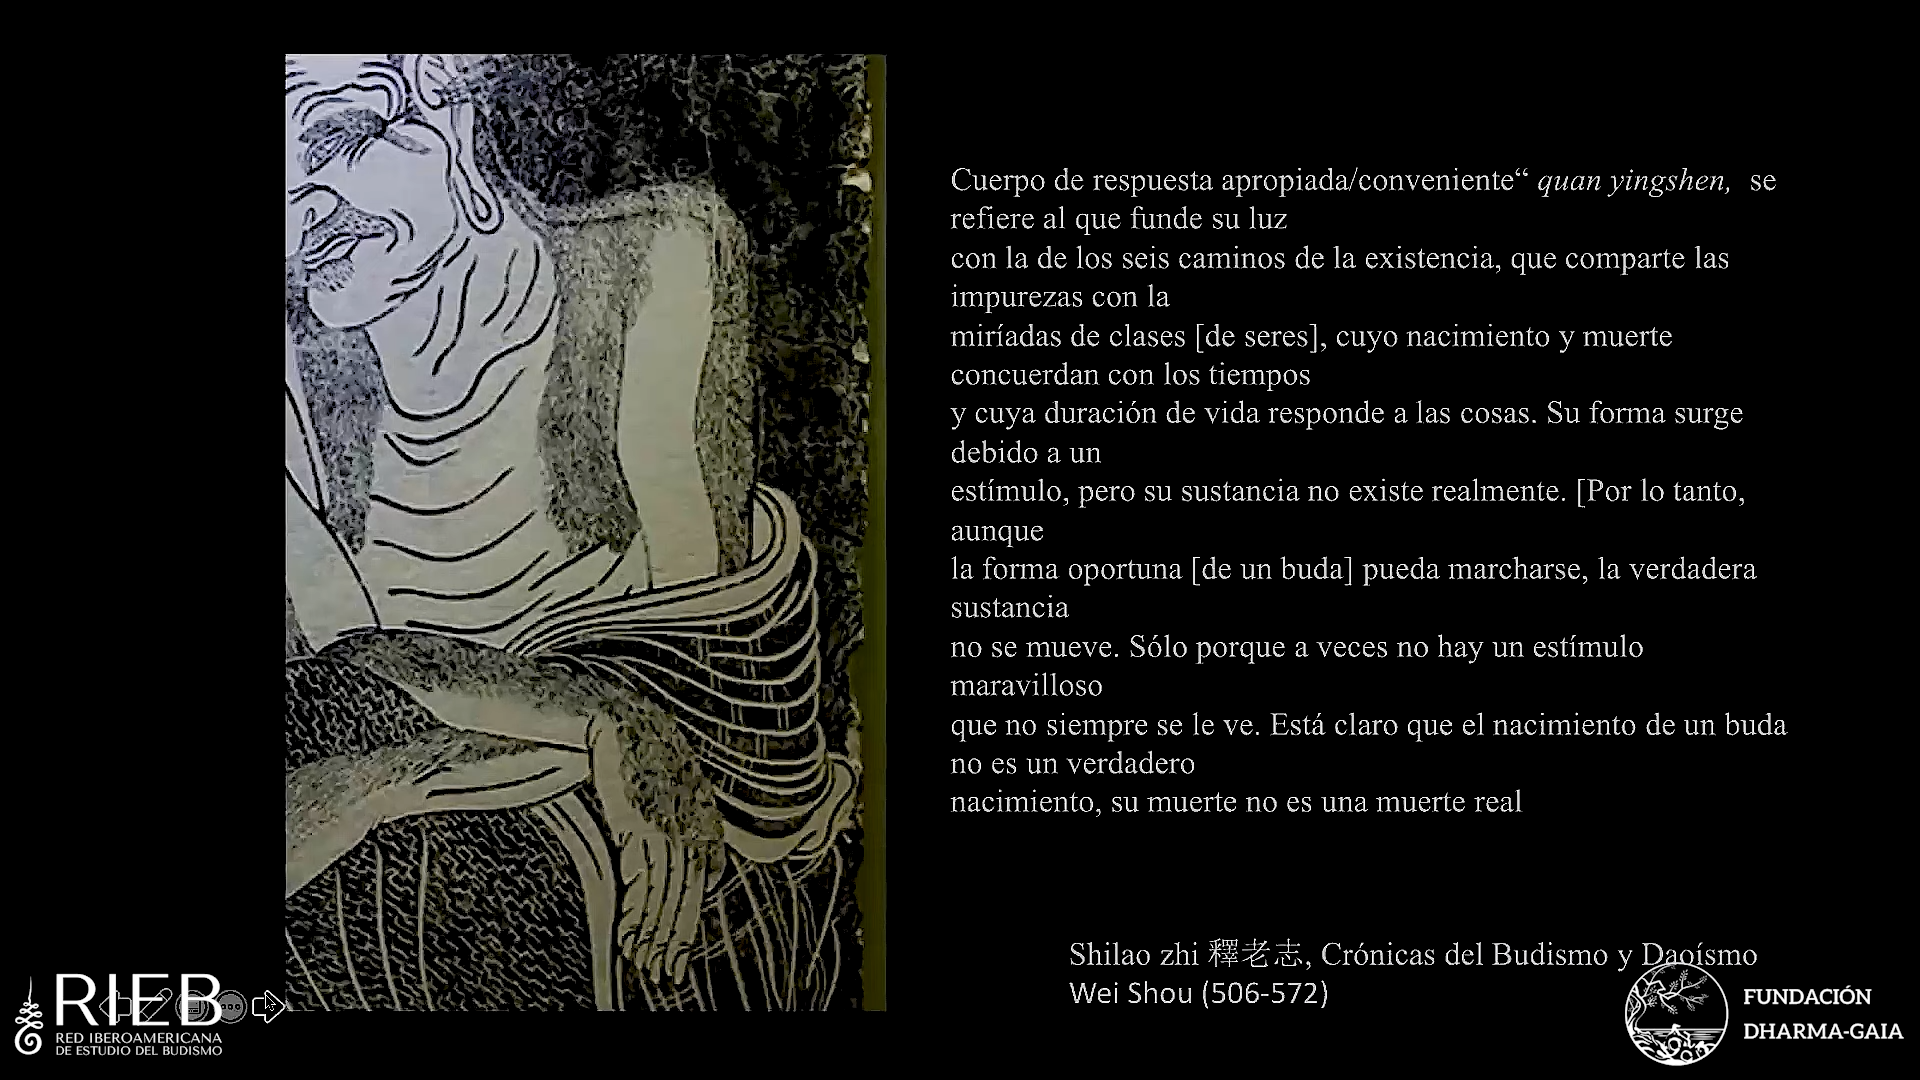 Cuerpo de respuesta apropiada/conveniente“ quan yingshen, se
refiere al que funde su luz
con la de los seis caminos de la existencia, que comparte las
impurezas con la
miríadas de clases [de seres], cuyo nacimiento y muerte
concuerdan con los tiempos
y cuya duración de vida responde a las cosas. Su forma surge
debido a un
estímulo, pero su sustancia no existe realmente. [Por lo tanto,
aunque
la forma oportuna [de un buda] pueda marcharse, la verdadera
sustancia
no se mueve. Sólo porque a veces no hay un estímulo
maravilloso
que no siempre se le ve. Está claro que el nacimiento de un buda
no es un verdadero
nacimiento, su muerte no es una muerte real
Shilao zhi 釋老志, Crónicas del Budismo y Daoísmo
Wei Shou (506-572)
RIEB
RED IBEROAMERICANA
DE ESTUDIO DEL BUDISMO
FUNDACIÓN
DHARMA-GAIA